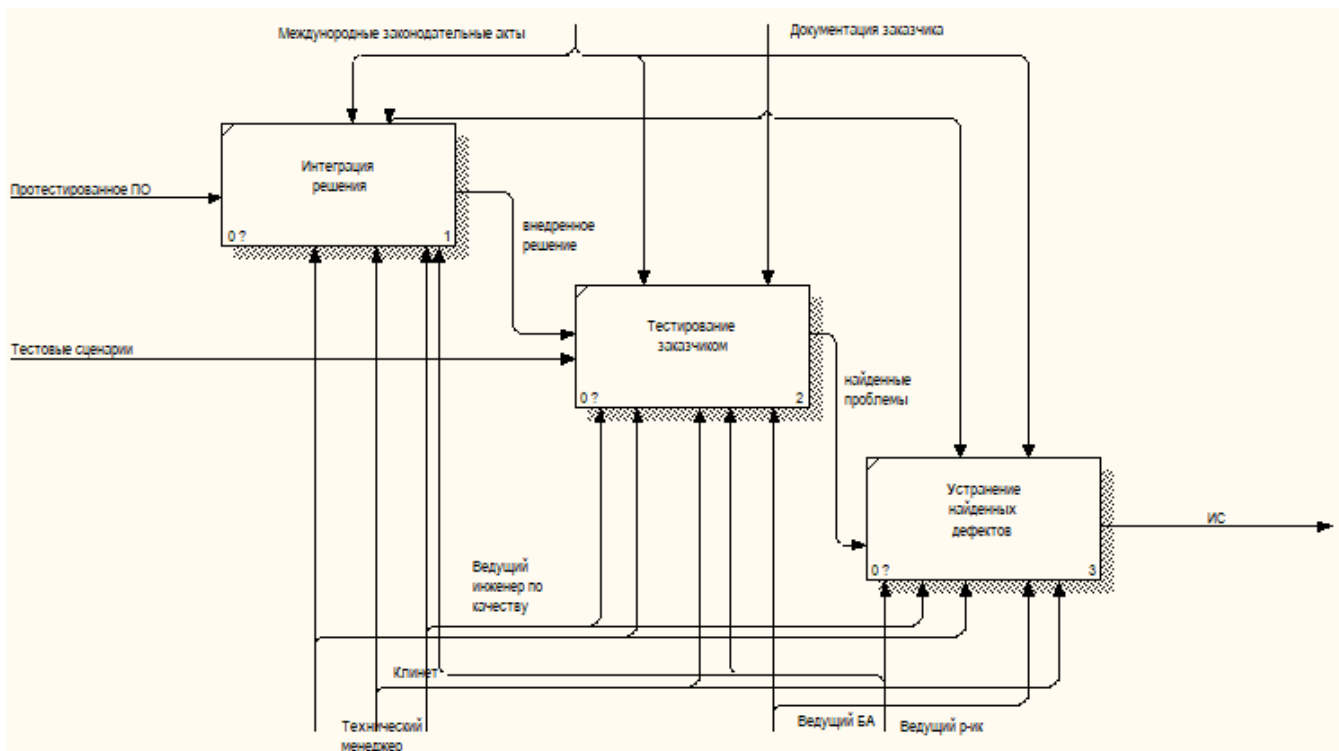 Международные законодательные акты
Документация заказчика
Интеграция
решения
Протестированное ПО
0 ?
1
внедренное
решение
Тестирование
заказчиком
Тестовые сценарии
0 ?
2
найденные
проблемы
Устранение
найденных
дефектов
ИС
0 ?
3
Ведущий
инженер по
качеству
Клинет
Технический
менеджер
Ведущий БА
Ведущий р-ик